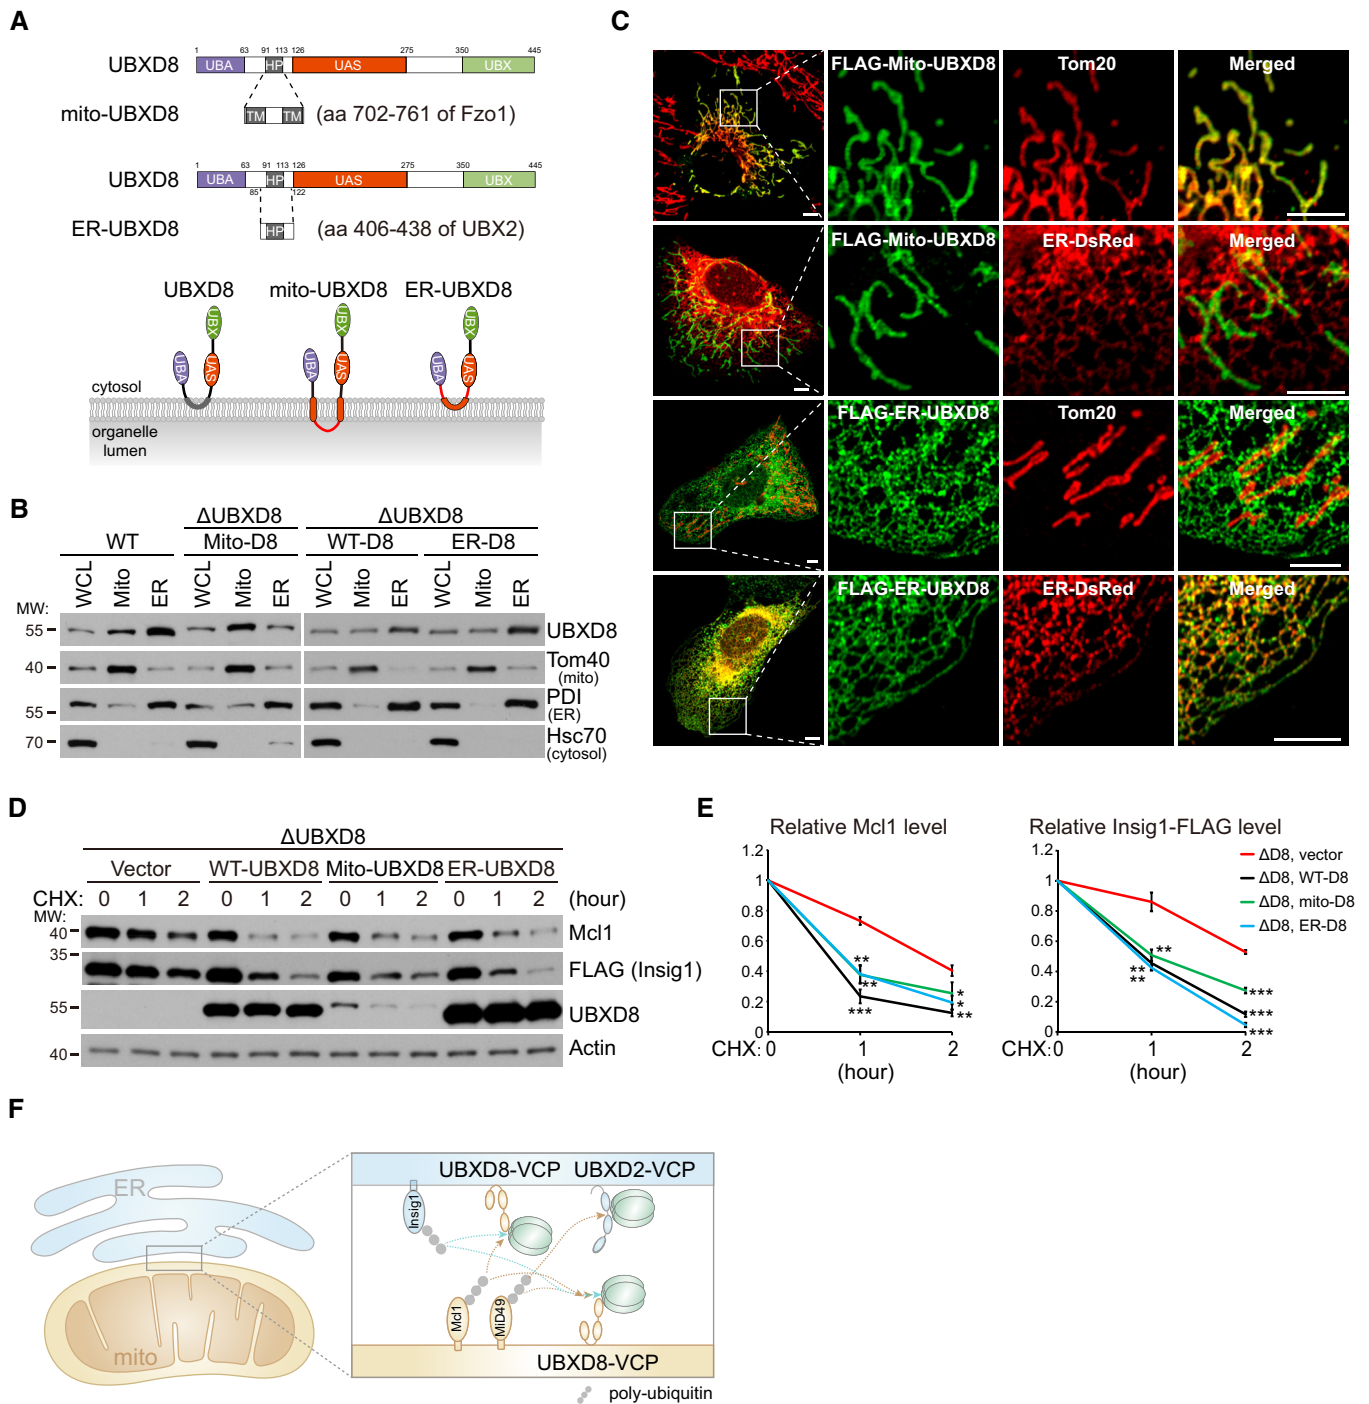 A
1 63 91 113 126 275 350 445
UBXD8 UBA HP UAS UBX
mito-UBXD8 TM TM (aa 702-761 of Fzo1)
1 63 91 113 126 275 350 445
UBXD8 UBA HP UAS UBX
85 122
ER-UBXD8 HP (aa 406-438 of UBX2)
UBXD8 mito-UBXD8 ER-UBXD8
UBX UBX UBX
UBA UAS UBA UAS UBA UAS
cytosol
organelle
lumen
B
ΔUBXD8 ΔUBXD8
WT Mito-D8 WT-D8 ER-D8
WCL Mito ER WCL Mito ER WCL Mito ER WCL Mito ER
MW:
55 UBXD8
40 Tom40
(mito)
55 PDI
(ER)
70 Hsc70
(cytosol)
C
FLAG-Mito-UBXD8 Tom20 Merged
FLAG-Mito-UBXD8 ER-DsRed Merged
FLAG-ER-UBXD8 Tom20 Merged
FLAG-ER-UBXD8 ER-DsRed Merged
D
ΔUBXD8
Vector WT-UBXD8 Mito-UBXD8 ER-UBXD8
CHX: 0 1 2 0 1 2 0 1 2 0 1 2 (hour)
MW:
40 Mcl1
35
FLAG (Insig1)
55 UBXD8
40 Actin
E
Relative Mcl1 level
1.2
1
0.8
0.6
0.4
0.2
0
**
**
***
*
*
**
CHX: 0 1 2
(hour)
Relative Insig1-FLAG level
1.2
1
0.8
0.6
0.4
0.2
0
**
**
**
***
***
***
CHX: 0 1 2
(hour)
ΔD8, vector
ΔD8, WT-D8
ΔD8, mito-D8
ΔD8, ER-D8
F
ER
mito
UBXD8-VCP UBXD2-VCP
Insig1
Mcl1
MiD49
UBXD8-VCP
poly-ubiquitin